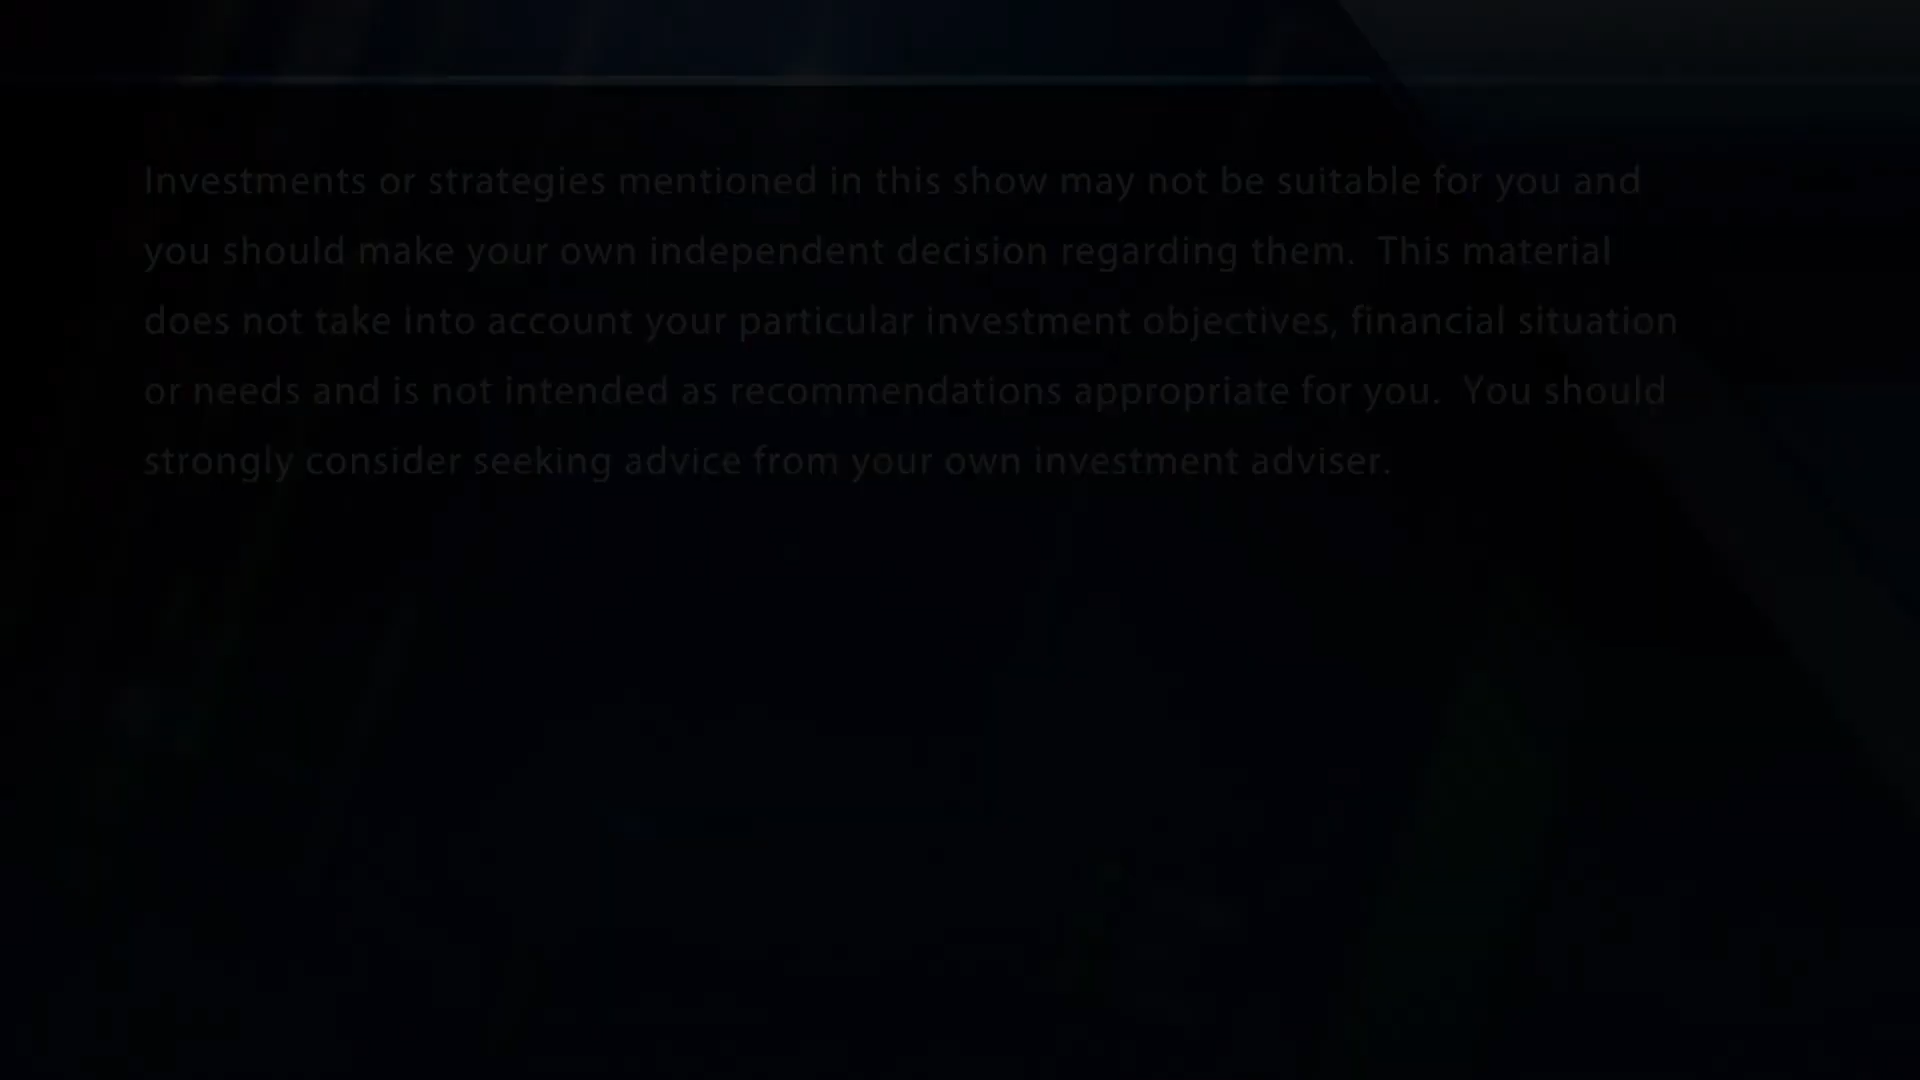 Investments or strategies mentioned in this show may not be suitable for you and
you should make your own independent decision regarding them.  This material
does not take into account your particular investment objectives, financial situation
or needs and is not intended as recommendations appropriate for you.  You should
strongly consider seeking advice from your own investment adviser.